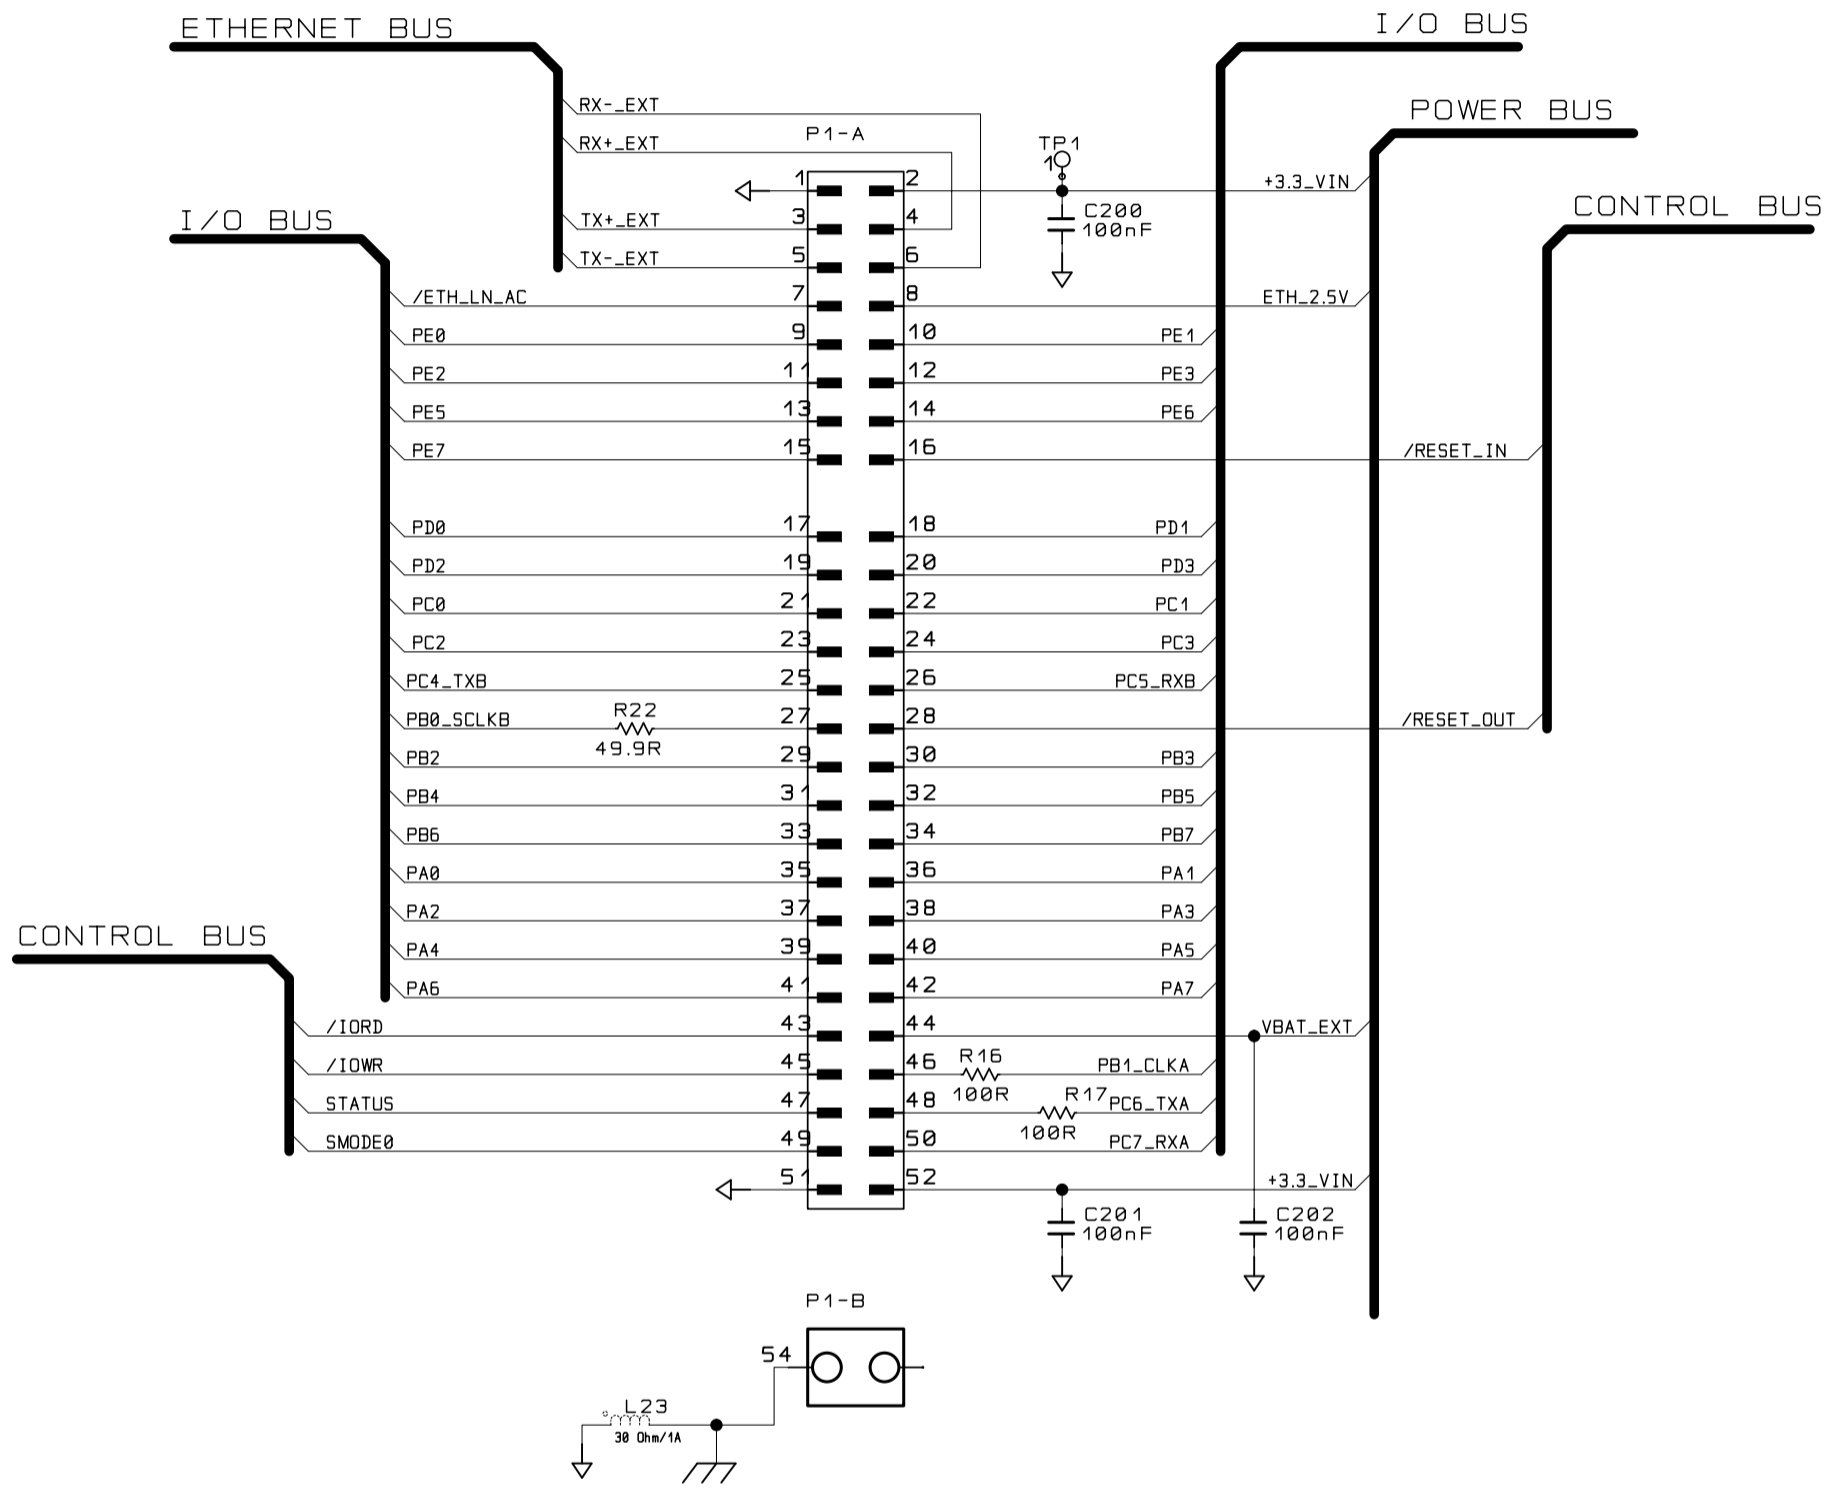 ETHERNET BUS
I/O BUS
RX-_EXT
POWER BUS
P1-A
RX+_EXT
TP1
1
1
2
+3.3_VIN
I/O BUS
C200
CONTROL BUS
TX+_EXT
3
4
100nF
TX-_EXT
5
6
/ETH_LN_AC
7
8
ETH_2.5V
PE0
9
10
PE1
PE2
11
12
PE3
PE5
13
14
PE6
PE7
15
16
/RESET_IN
PD0
17
18
PD1
PD2
19
20
PD3
PC0
21
22
PC1
PC2
23
24
PC3
PC4_TXB
25
26
PC5_RXB
PB0_SCLKB
R22
49.9R
27
28
/RESET_OUT
PB2
29
30
PB3
PB4
31
32
PB5
PB6
33
34
PB7
PA0
35
36
PA1
PA2
37
38
PA3
CONTROL BUS
PA4
39
40
PA5
PA6
41
42
PA7
/IORD
43
44
VBAT_EXT
/IOWR
45
46
R16
100R
PB1_CLKA
STATUS
47
48
R17
100R
PC6_TXA
SMODE0
49
50
PC7_RXA
51
52
+3.3_VIN
C201
100nF
C202
100nF
P1-B
54
L23
30 Ohm/1A